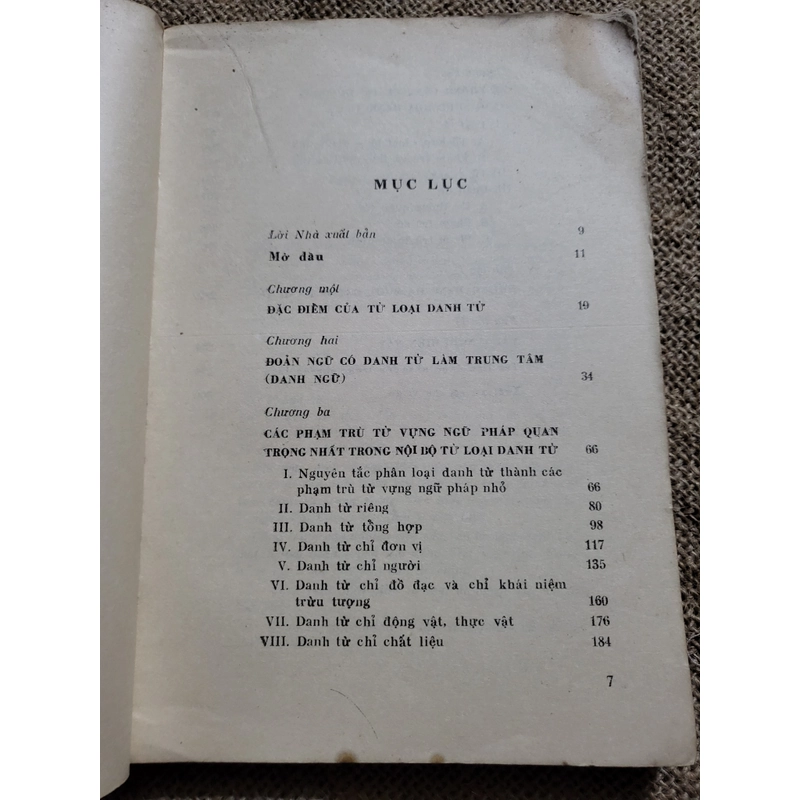 MỤC LỤC
Lời Nhà xuất bản 9
Mở đầu 11
Chương một
ĐẶC ĐIỂM CỦA TỪ LOẠI DANH TỪ 19
Chương hai
ĐOẢN NGỮ CÓ DANH TỪ LÀM TRUNG TÂM
(DANH NGỮ) 34
Chương ba
CÁC PHẠM TRÙ TỪ VỰNG NGỮ PHÁP QUAN
TRỌNG NHẤT TRONG NỘI BỘ TỪ LOẠI DANH TỪ 66
I. Nguyên tắc phân loại danh từ thành các
phạm trù từ vựng ngữ pháp nhỏ 66
II. Danh từ riêng 80
III. Danh từ tổng hợp 98
IV. Danh từ chỉ đơn vị 117
V. Danh từ chỉ người 135
VI. Danh từ chỉ đồ đạc và chỉ khái niệm
trừu tượng 160
VII. Danh từ chỉ động vật, thực vật 176
VIII. Danh từ chỉ chất liệu 184
7